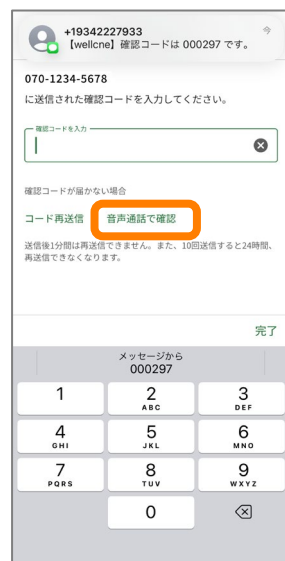 +19342227933
今
【wellcne】確認コードは 000297 です。
070-1234-5678
に送信された確認コードを入力してください。
確認コードを入力
確認コードが届かない場合
コード再送信 音声通話で確認
送信後1分間は再送信できません。また、10回送信すると24時間、
再送信できなくなります。
完了
メッセージから
000297
1 2 3
ABC DEF
4 5 6
GHI JKL MNO
7 8 9
PQRS TUV WXYZ
0